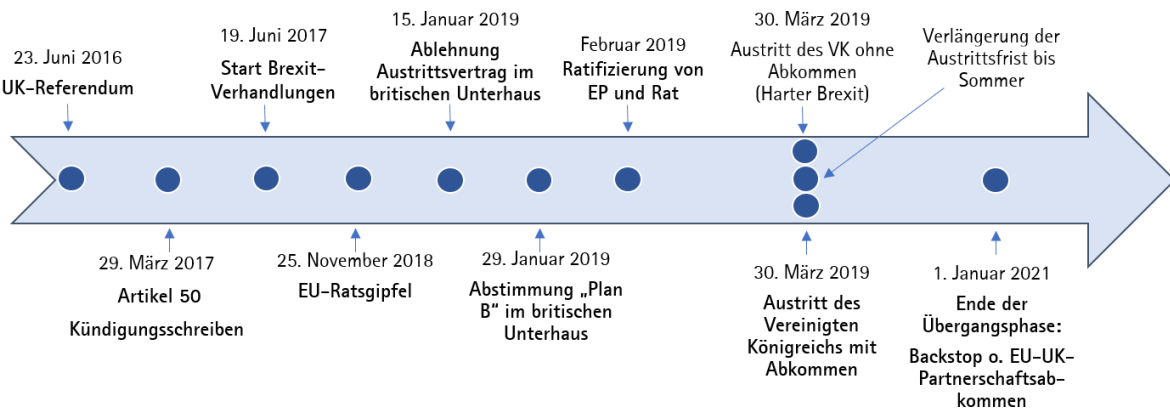 23. Juni 2016
UK-Referendum
29. März 2017
Artikel 50
Kündigungsschreiben
19. Juni 2017
Start Brexit-
Verhandlungen
25. November 2018
EU-Ratsgipfel
15. Januar 2019
Ablehnung
Austrittsvertrag im
britischen Unterhaus
29. Januar 2019
Abstimmung „Plan
B“ im britischen
Unterhaus
Februar 2019
Ratifizierung von
EP und Rat
30. März 2019
Austritt des VK ohne
Abkommen
(Harter Brexit)
Verlängerung der
Austrittsfrist bis
Sommer
30. März 2019
Austritt des
Vereinigten
Königreichs mit
Abkommen
1. Januar 2021
Ende der
Übergangsphase:
Backstop o. EU-UK-
Partnerschaftsab-
kommen